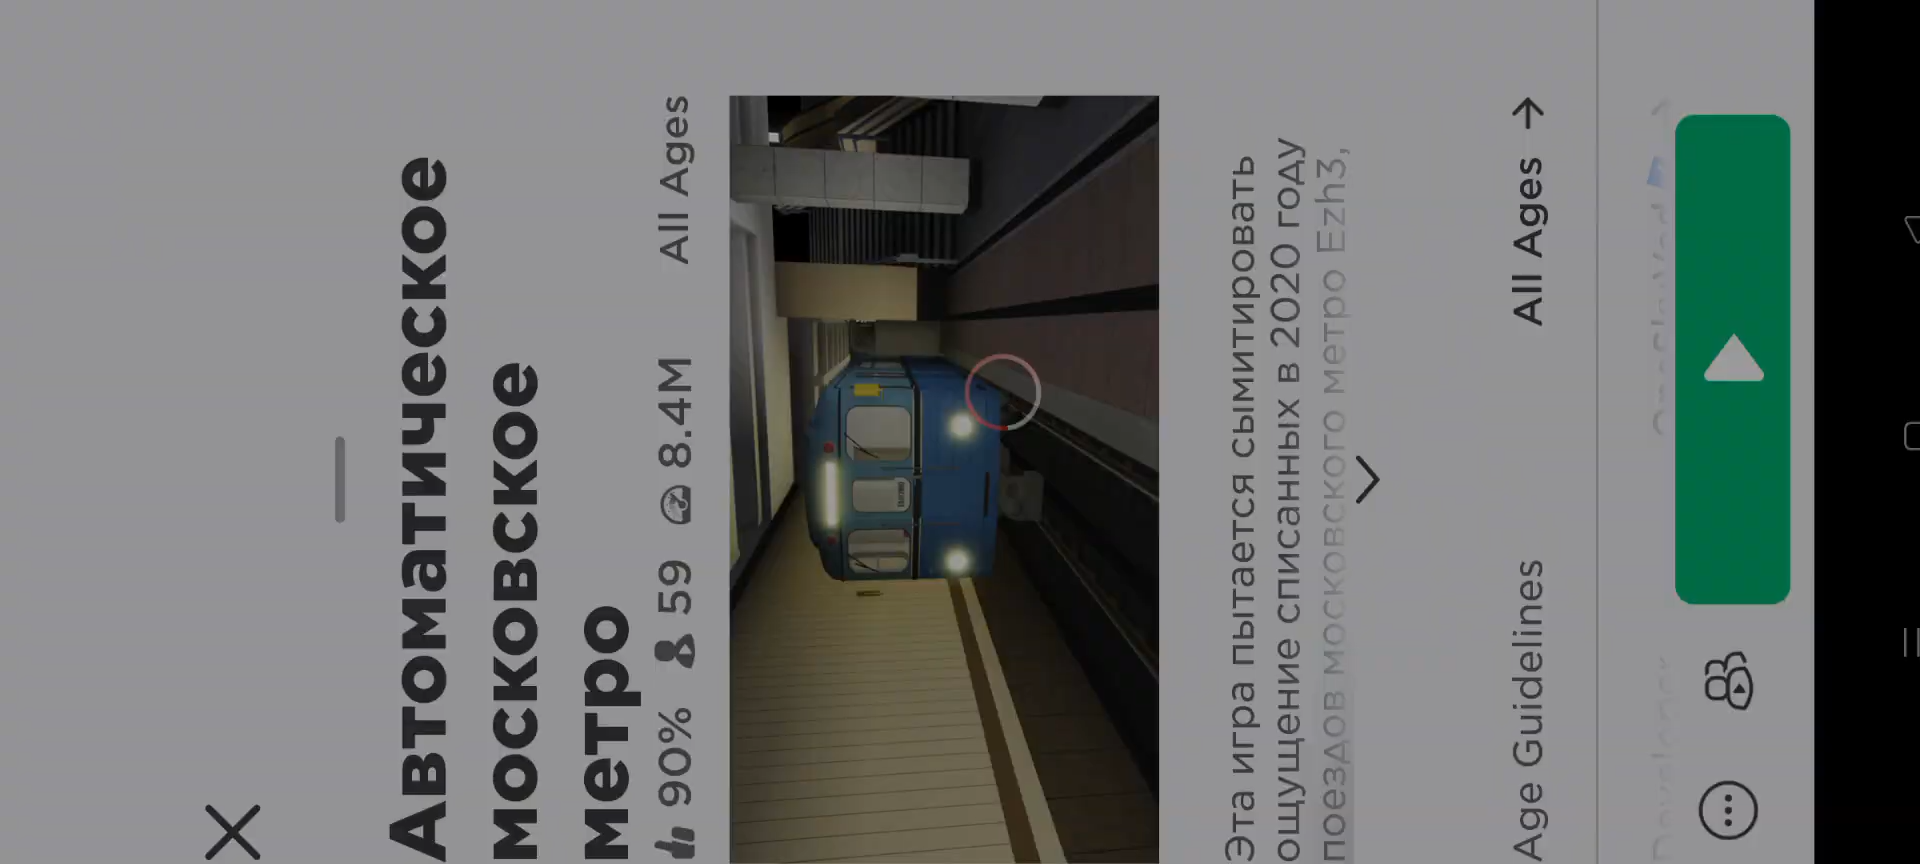 Автоматическое
московское
метро
90% 59 8.4M All Ages
Эта игра пытается сымитировать
ощущение списанных в 2020 году
поездов московского метро Ezh3,
Age Guidelines All Ages →
Developer